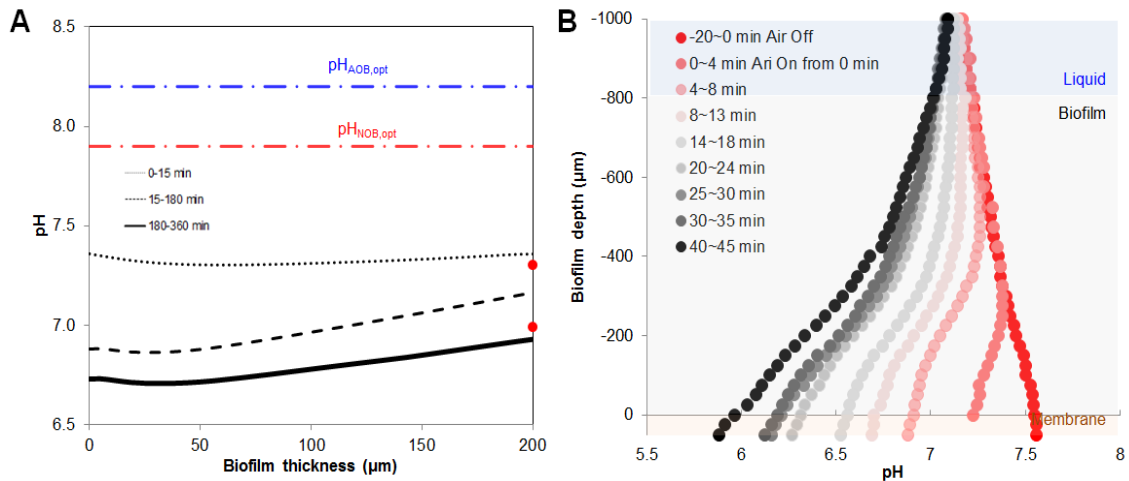 A
8.5
8.0
7.5
7.0
6.5
pH
pHAOB,opt
pHNOB,opt
0-15 min
15-180 min
180-360 min
0
50
100
150
200
Biofilm thickness (µm)
B
-1000
-800
-600
-400
-200
0
Biofilm depth (µm)
-20~0 min Air Off
0~4 min Ari On from 0 min
4~8 min
8~13 min
14~18 min
20~24 min
25~30 min
30~35 min
40~45 min
Liquid
Biofilm
Membrane
5.5
6
6.5
7
7.5
8
pH